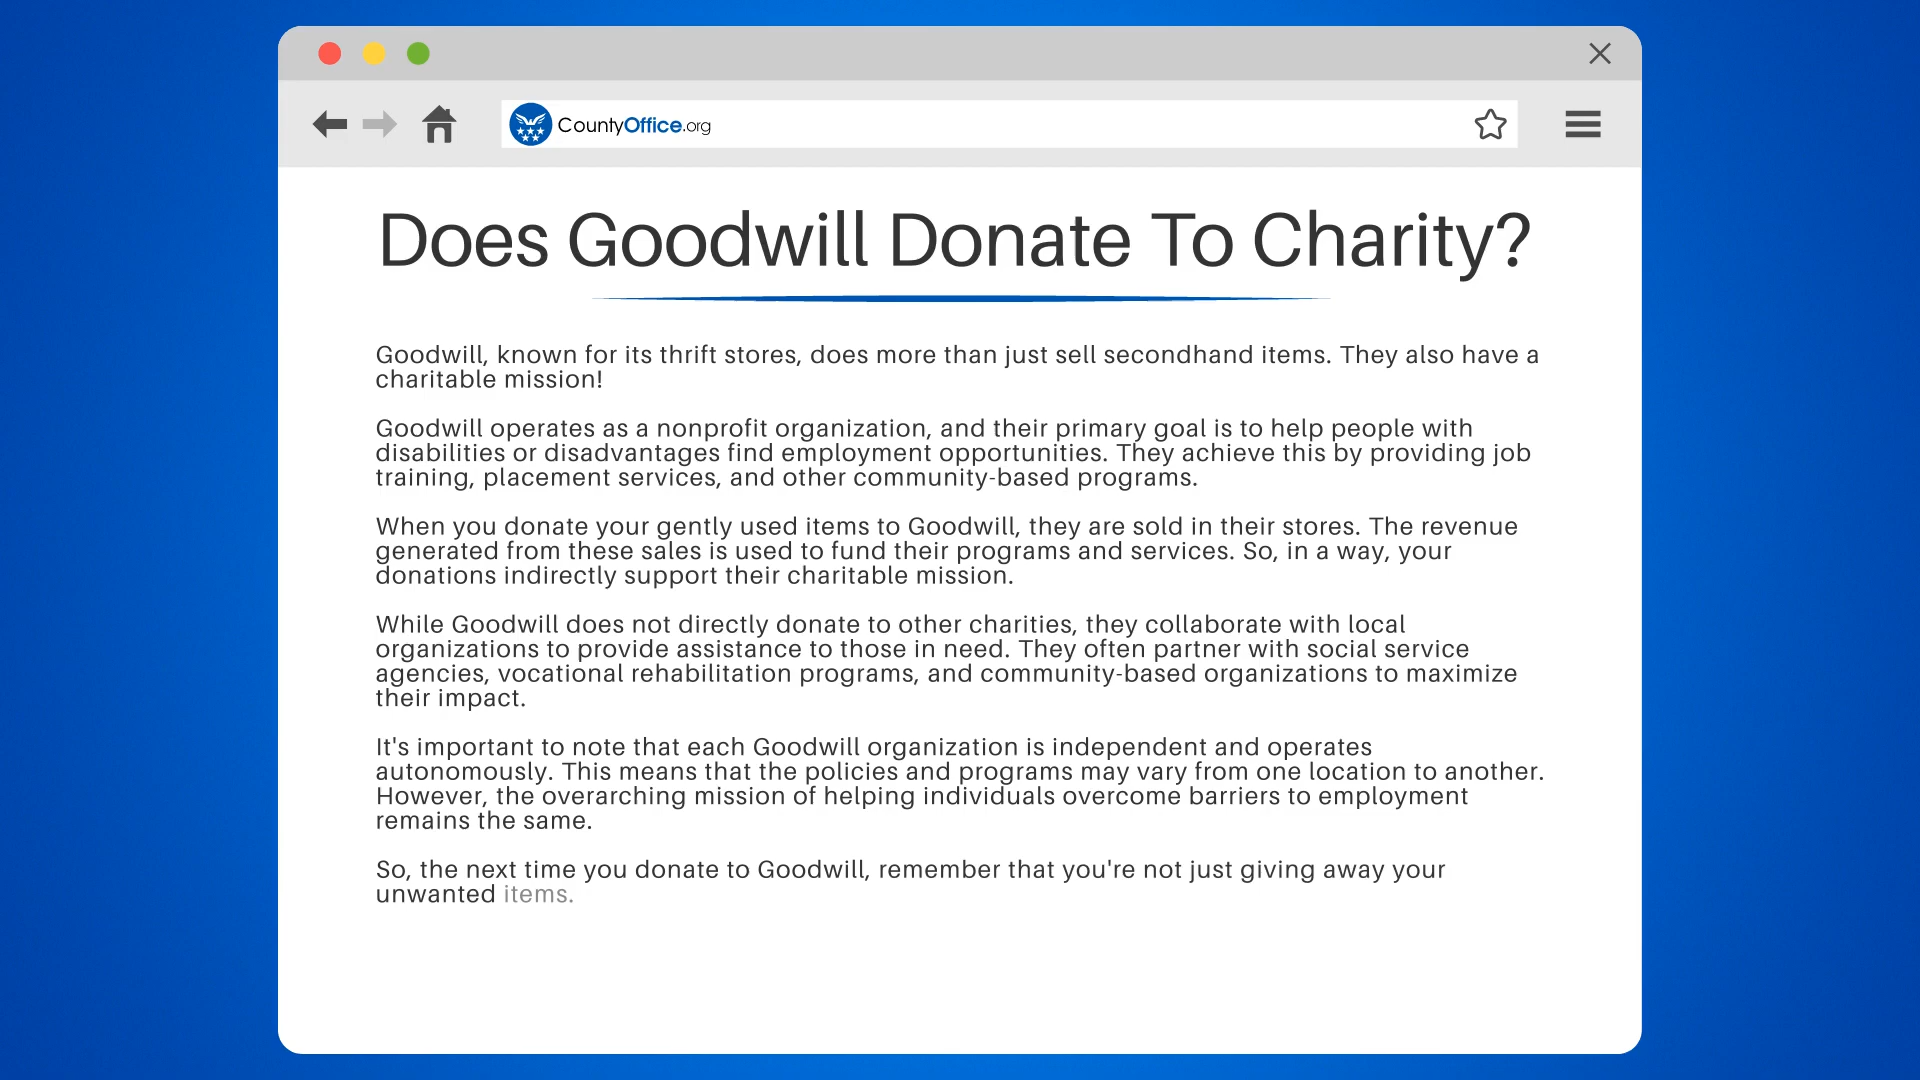 CountyOffice.org
Does Goodwill Donate To Charity?
Goodwill, known for its thrift stores, does more than just sell secondhand items. They also have a
charitable mission!
Goodwill operates as a nonprofit organization, and their primary goal is to help people with
disabilities or disadvantages find employment opportunities. They achieve this by providing job
training, placement services, and other community-based programs.
When you donate your gently used items to Goodwill, they are sold in their stores. The revenue
generated from these sales is used to fund their programs and services. So, in a way, your
donations indirectly support their charitable mission.
While Goodwill does not directly donate to other charities, they collaborate with local
organizations to provide assistance to those in need. They often partner with social service
agencies, vocational rehabilitation programs, and community-based organizations to maximize
their impact.
It's important to note that each Goodwill organization is independent and operates
autonomously. This means that the policies and programs may vary from one location to another.
However, the overarching mission of helping individuals overcome barriers to employment
remains the same.
So, the next time you donate to Goodwill, remember that you're not just giving away your
unwanted items.